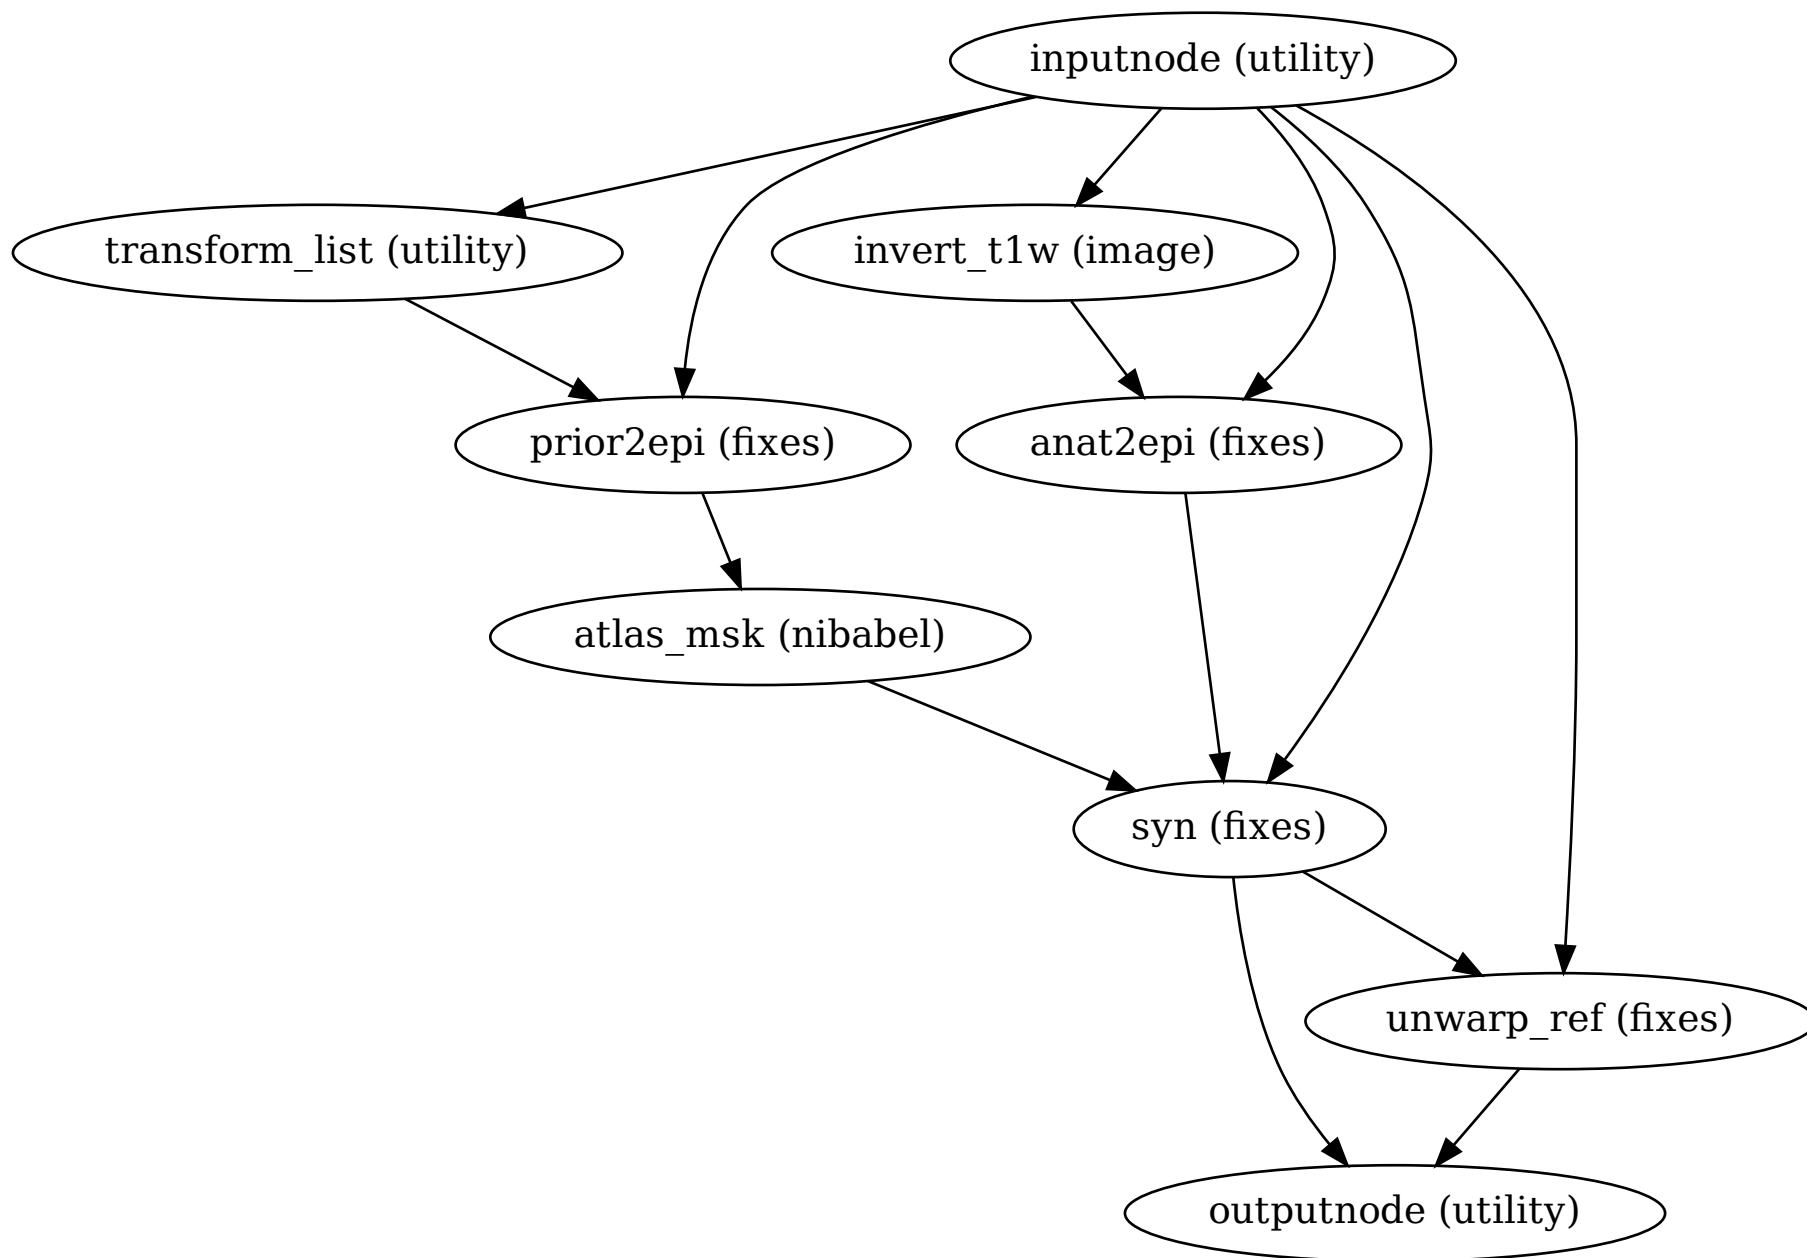 inputnode (utility)
transform_list (utility)
invert_t1w (image)
prior2epi (fixes)
anat2epi (fixes)
atlas_msk (nibabel)
syn (fixes)
unwarp_ref (fixes)
outputnode (utility)